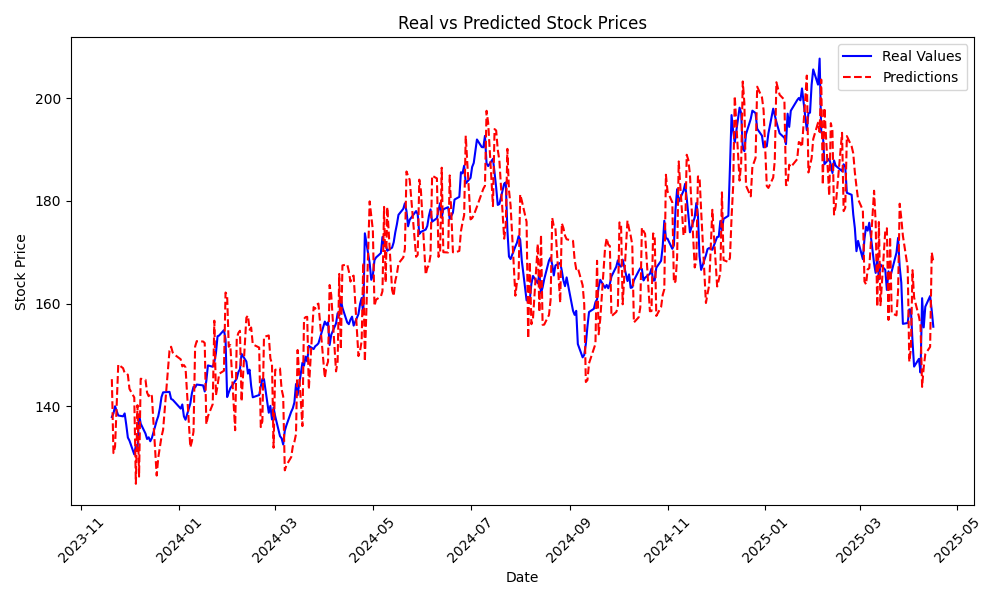 Real vs Predicted Stock Prices
Real Values
Predictions
Stock Price
200
180
160
140
2023-11
2024-01
2024-03
2024-05
2024-07
2024-09
2024-11
2025-01
2025-03
2025-05
Date